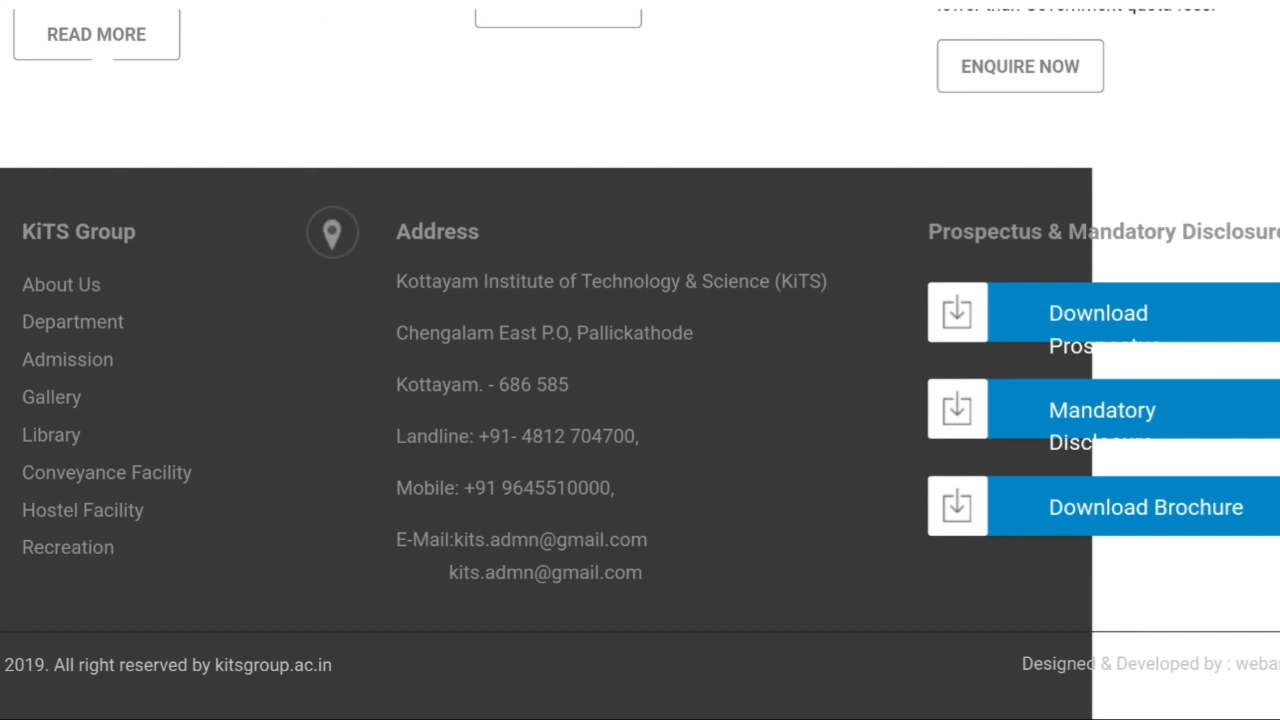 READ MORE
ENQUIRE NOW
KiTS Group
About Us
Department
Admission
Gallery
Library
Conveyance Facility
Hostel Facility
Recreation
Address
Kottayam Institute of Technology & Science (KiTS)
Chengalam East P.O, Pallickathode
Kottayam. - 686 585
Landline: +91- 4812 704700,
Mobile: +91 9645510000,
E-Mail:kits.admn@gmail.com
kits.admn@gmail.com
Prospectus & Mandatory Disclosure
Download
Prospectus
Mandatory
Disclosure
Download Brochure
2019. All right reserved by kitsgroup.ac.in
Designed & Developed by :